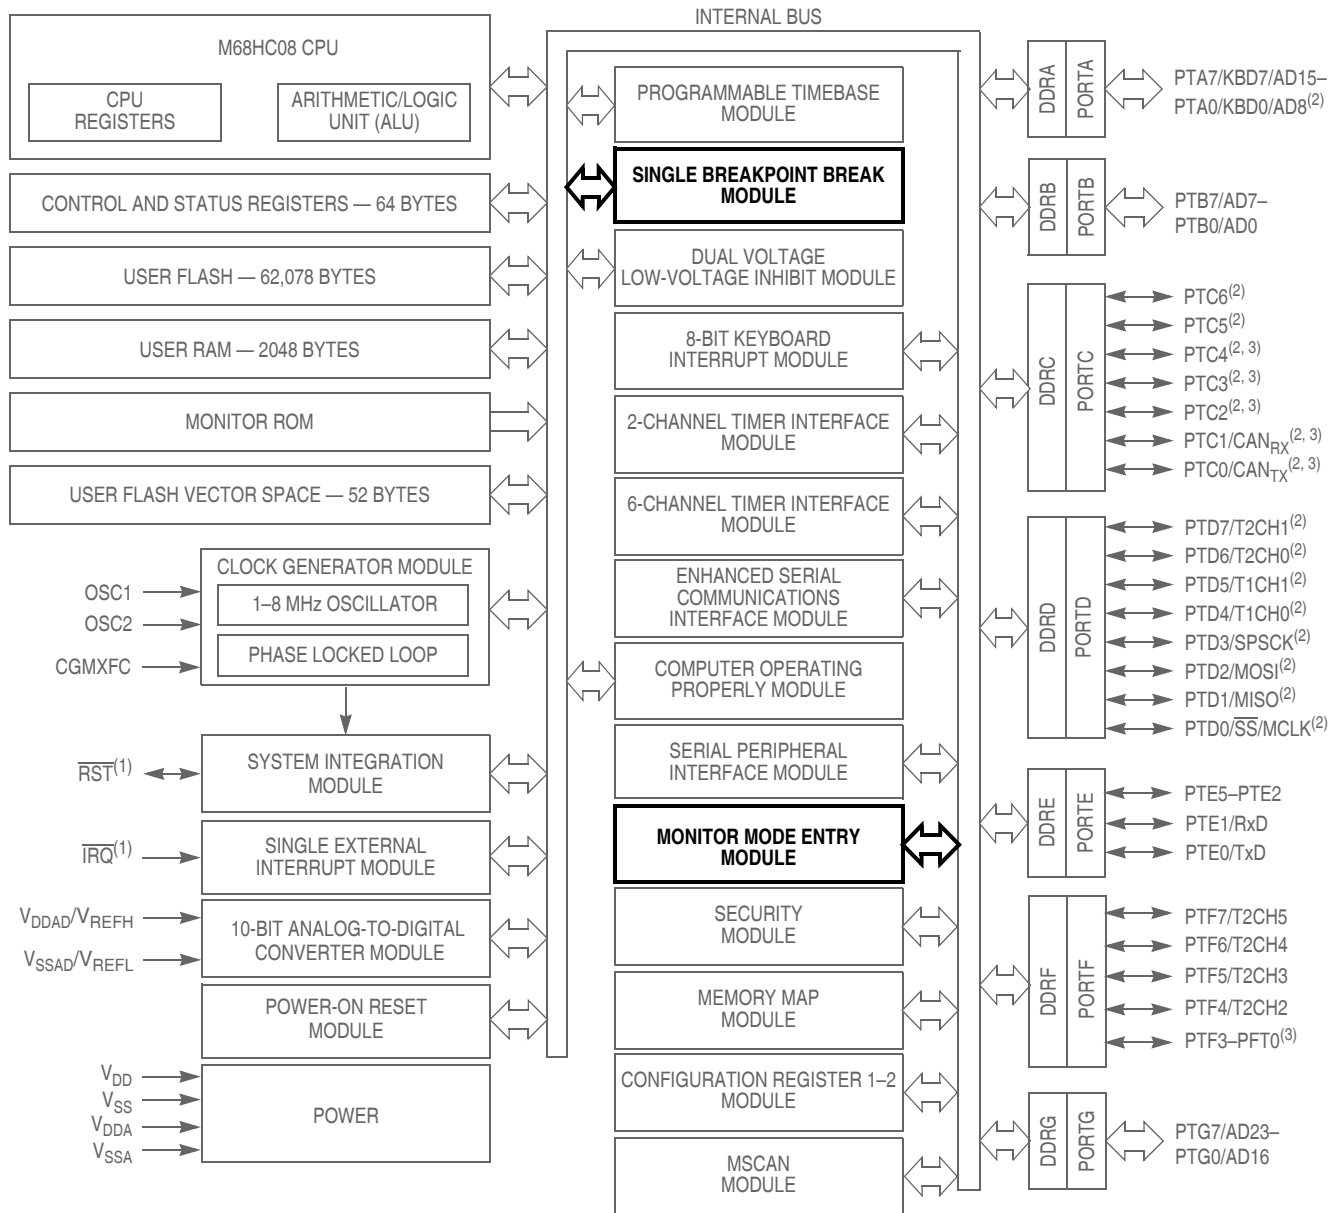 INTERNAL BUS
M68HC08 CPU
CPU
REGISTERS
ARITHMETIC/LOGIC
UNIT (ALU)
CONTROL AND STATUS REGISTERS — 64 BYTES
USER FLASH — 62,078 BYTES
USER RAM — 2048 BYTES
MONITOR ROM
USER FLASH VECTOR SPACE — 52 BYTES
OSC1
OSC2
CGMXFC
CLOCK GENERATOR MODULE
1–8 MHz OSCILLATOR
PHASE LOCKED LOOP
RST(1)
SYSTEM INTEGRATION
MODULE
IRQ(1)
SINGLE EXTERNAL
INTERRUPT MODULE
VDDAD/VREFH
VSSAD/VREFL
10-BIT ANALOG-TO-DIGITAL
CONVERTER MODULE
POWER-ON RESET
MODULE
VDD
VSS
VDDA
VSSA
POWER
PROGRAMMABLE TIMEBASE
MODULE
SINGLE BREAKPOINT BREAK
MODULE
DUAL VOLTAGE
LOW-VOLTAGE INHIBIT MODULE
8-BIT KEYBOARD
INTERRUPT MODULE
2-CHANNEL TIMER INTERFACE
MODULE
6-CHANNEL TIMER INTERFACE
MODULE
ENHANCED SERIAL
COMMUNICATIONS
INTERFACE MODULE
COMPUTER OPERATING
PROPERLY MODULE
SERIAL PERIPHERAL
INTERFACE MODULE
MONITOR MODE ENTRY
MODULE
SECURITY
MODULE
MEMORY MAP
MODULE
CONFIGURATION REGISTER 1–2
MODULE
MSCAN
MODULE
DDRA
PORTA
PTA7/KBD7/AD15–
PTA0/KBD0/AD8(2)
DDRB
PORTB
PTB7/AD7–
PTB0/AD0
DDRC
PORTC
PTC6(2)
PTC5(2)
PTC4(2, 3)
PTC3(2, 3)
PTC2(2, 3)
PTC1/CANRX(2, 3)
PTC0/CANTX(2, 3)
DDRD
PORTD
PTD7/T2CH1(2)
PTD6/T2CH0(2)
PTD5/T1CH1(2)
PTD4/T1CH0(2)
PTD3/SPSCK(2)
PTD2/MOSI(2)
PTD1/MISO(2)
PTD0/SS/MCLK(2)
DDRE
PORTE
PTE5–PTE2
PTE1/RxD
PTE0/TxD
DDRF
PORTF
PTF7/T2CH5
PTF6/T2CH4
PTF5/T2CH3
PTF4/T2CH2
PTF3–PFT0(3)
DDRG
PORTG
PTG7/AD23–
PTG0/AD16